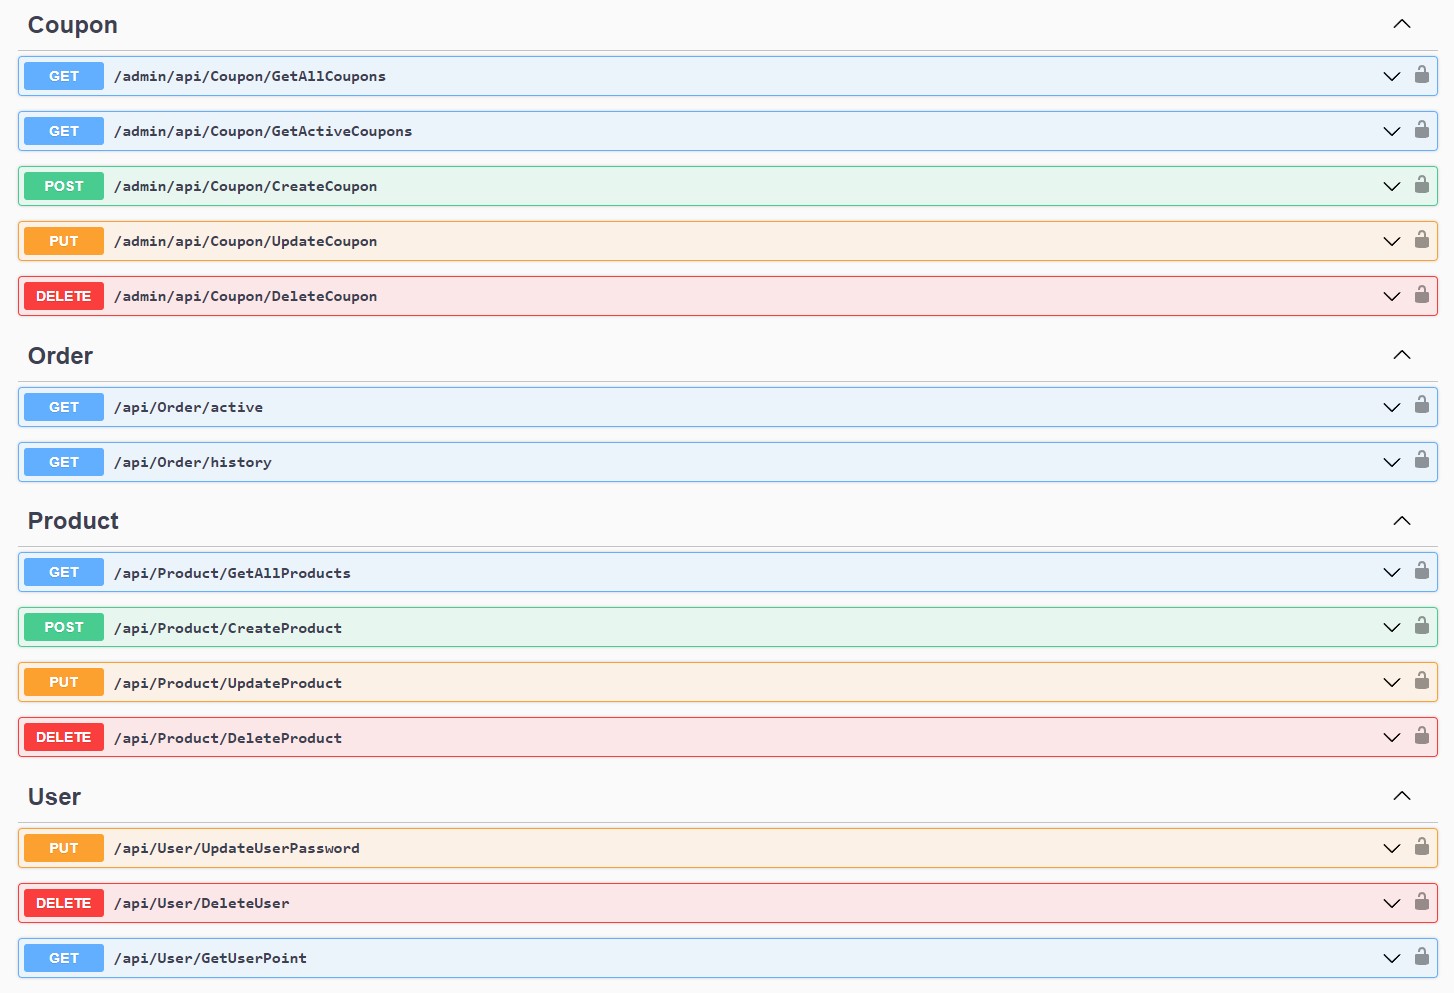 Coupon
GET /admin/api/Coupon/GetAllCoupons
GET /admin/api/Coupon/GetActiveCoupons
POST /admin/api/Coupon/CreateCoupon
PUT /admin/api/Coupon/UpdateCoupon
DELETE /admin/api/Coupon/DeleteCoupon
Order
GET /api/Order/active
GET /api/Order/history
Product
GET /api/Product/GetAllProducts
POST /api/Product/CreateProduct
PUT /api/Product/UpdateProduct
DELETE /api/Product/DeleteProduct
User
PUT /api/User/UpdateUserPassword
DELETE /api/User/DeleteUser
GET /api/User/GetUserPoint